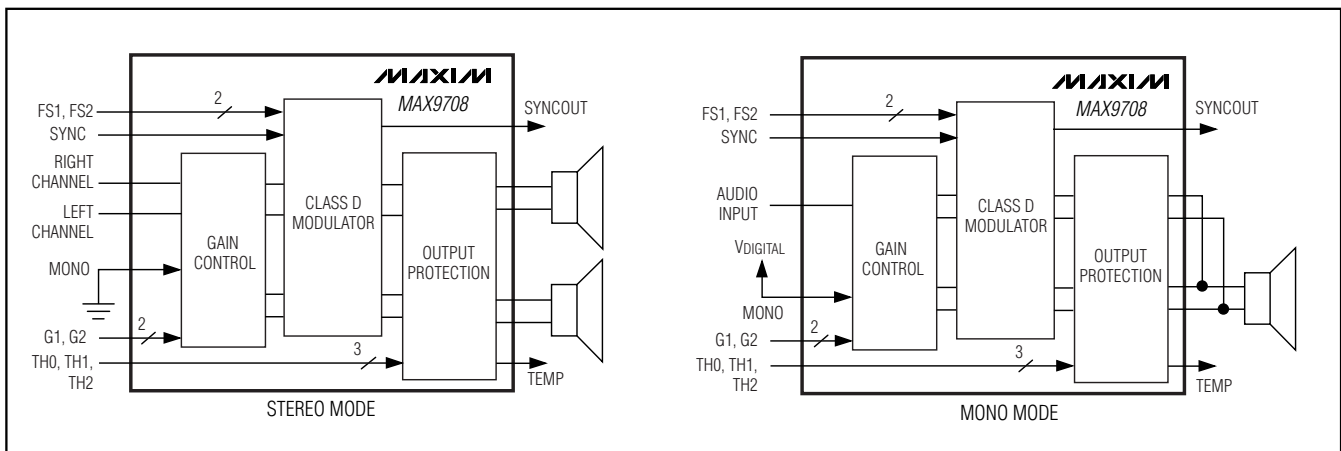 MAXIM
MAX9708
FS1, FS2
2
SYNCOUT
SYNC
RIGHT
CHANNEL
LEFT
CHANNEL
GAIN
CONTROL
CLASS D
MODULATOR
OUTPUT
PROTECTION
MONO
G1, G2
2
TH0, TH1,
TH2
3
TEMP
STEREO MODE
MAXIM
MAX9708
FS1, FS2
2
SYNCOUT
SYNC
AUDIO
INPUT
CLASS D
MODULATOR
VDIGITAL
GAIN
CONTROL
OUTPUT
PROTECTION
MONO
G1, G2
2
TH0, TH1,
TH2
3
TEMP
MONO MODE